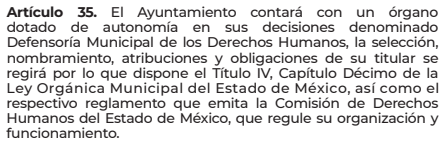 Artículo 35. El Ayuntamiento contará con un órgano
dotado de autonomía en sus decisiones denominado
Defensoría Municipal de los Derechos Humanos, la selección,
nombramiento, atribuciones y obligaciones de su titular se
regirá por lo que dispone el Título IV, Capítulo Décimo de la
Ley Orgánica Municipal del Estado de México, así como el
respectivo reglamento que emita la Comisión de Derechos
Humanos del Estado de México, que regule su organización y
funcionamiento.